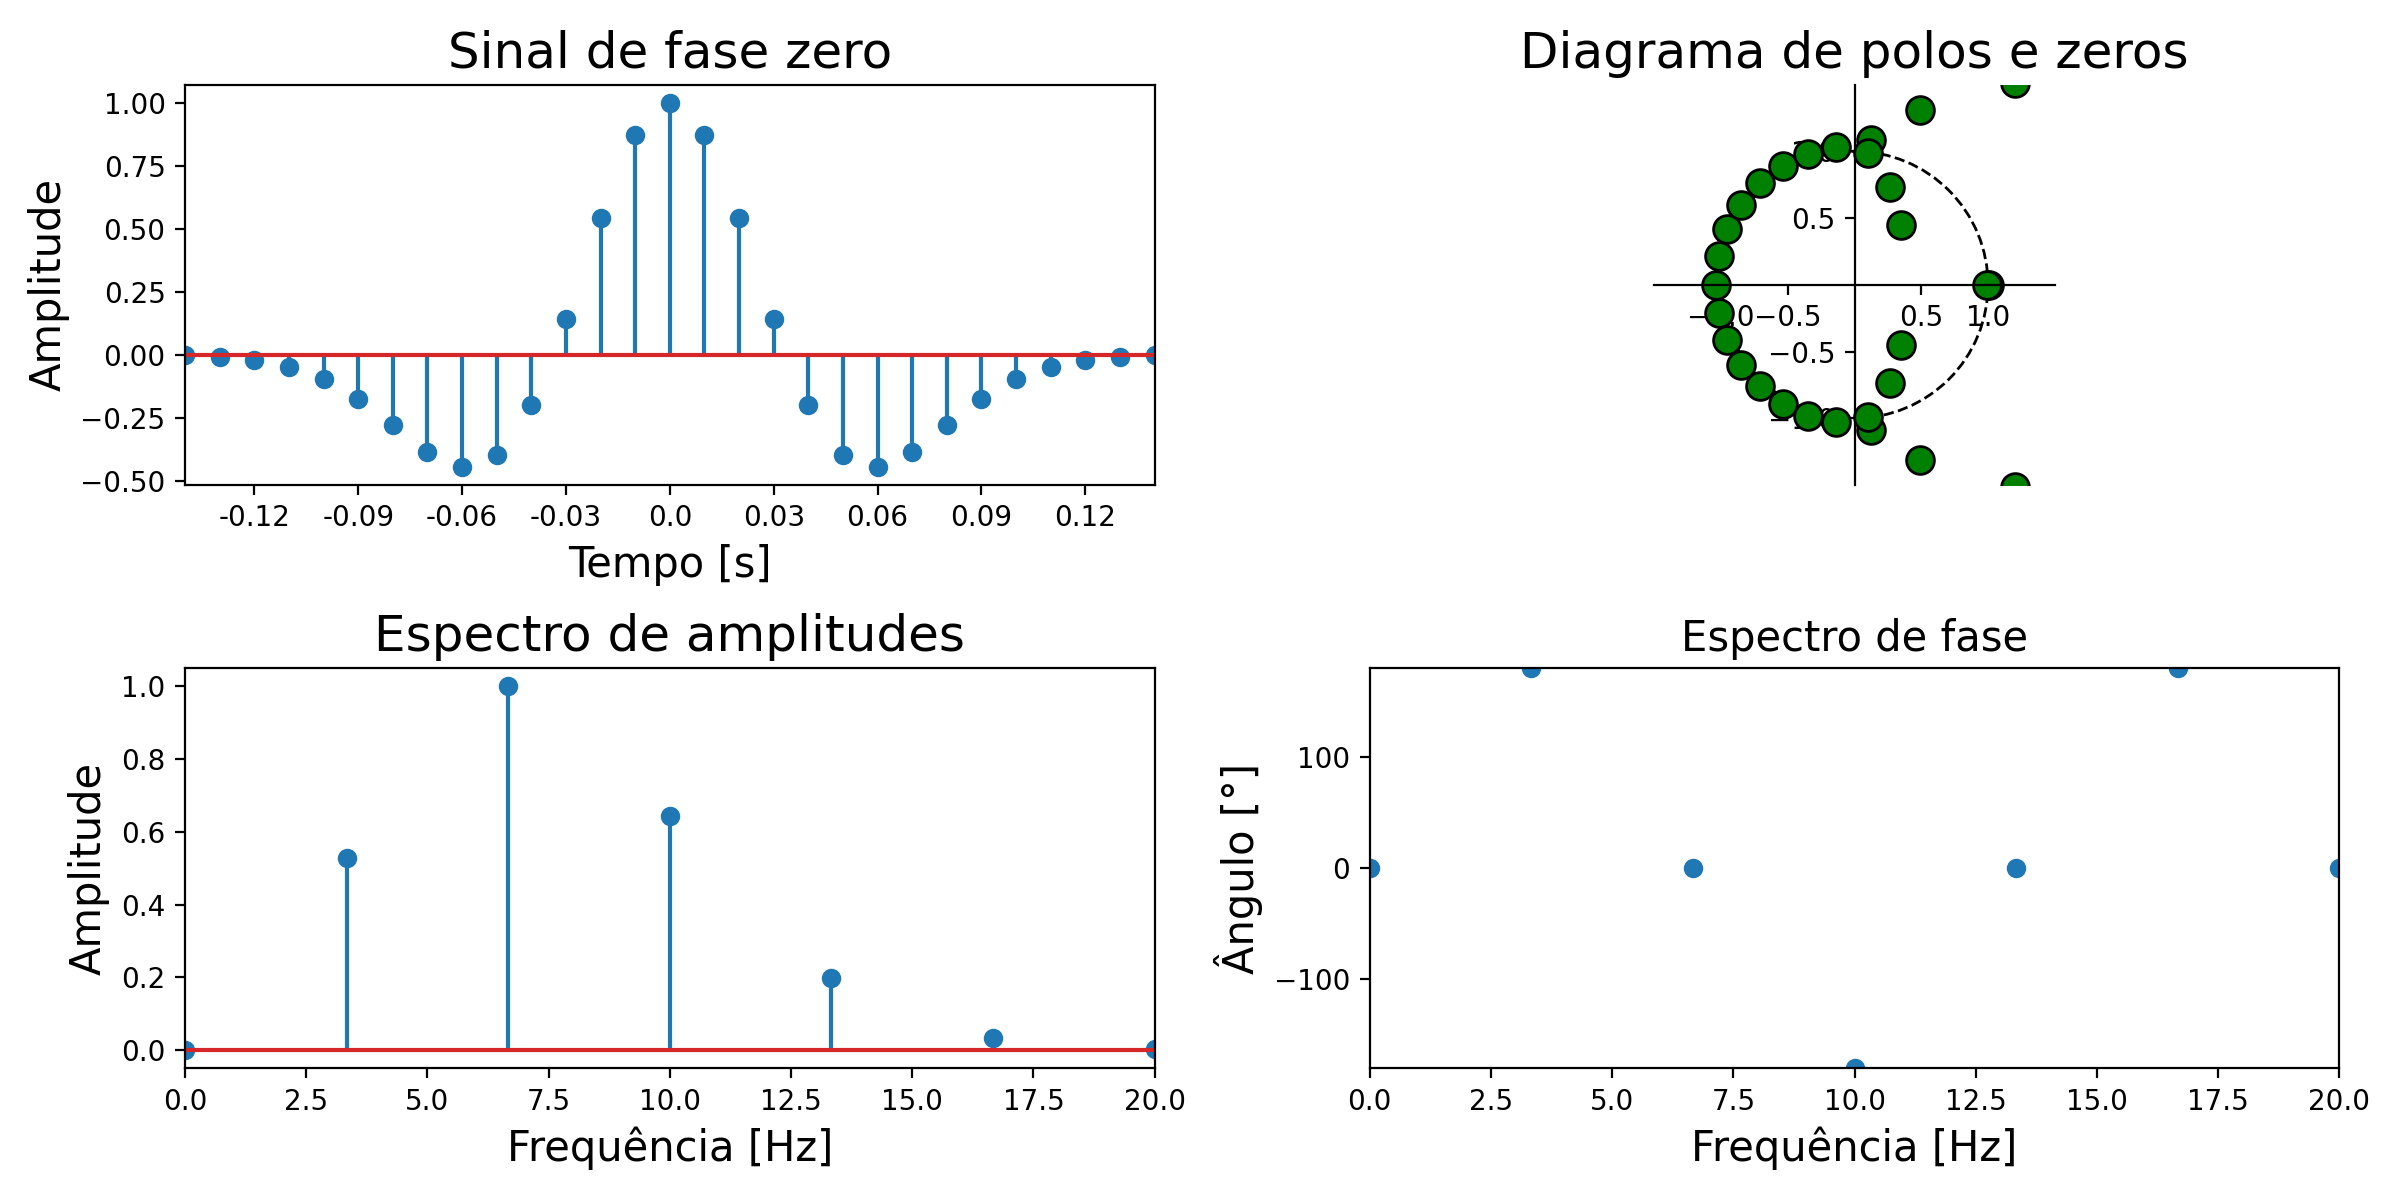 Sinal de fase zero
Amplitude
1.00
0.75
0.50
0.25
0.00
−0.25
−0.50
-0.12 -0.09 -0.06 -0.03 0.0 0.03 0.06 0.09 0.12
Tempo [s]
Diagrama de polos e zeros
0.5
−0.5 0.5 1.0
−0.5
Espectro de amplitudes
Amplitude
1.0
0.8
0.6
0.4
0.2
0.0
0.0 2.5 5.0 7.5 10.0 12.5 15.0 17.5 20.0
Frequência [Hz]
Espectro de fase
Ângulo [°]
100
0
−100
0.0 2.5 5.0 7.5 10.0 12.5 15.0 17.5 20.0
Frequência [Hz]